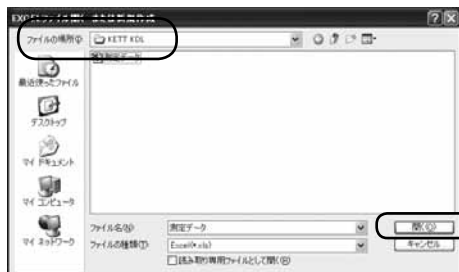 EXCELファイル開く または新規作成
ファイルの場所(I): KETT KDL
測定データ
最近使ったファイル
デスクトップ
マイ ドキュメント
マイ コンピュータ
マイ ネットワーク
ファイル名(N): 測定データ 開く(O)
ファイルの種類(T): Excel(*.xls) キャンセル
読み取り専用ファイルとして開く(R)